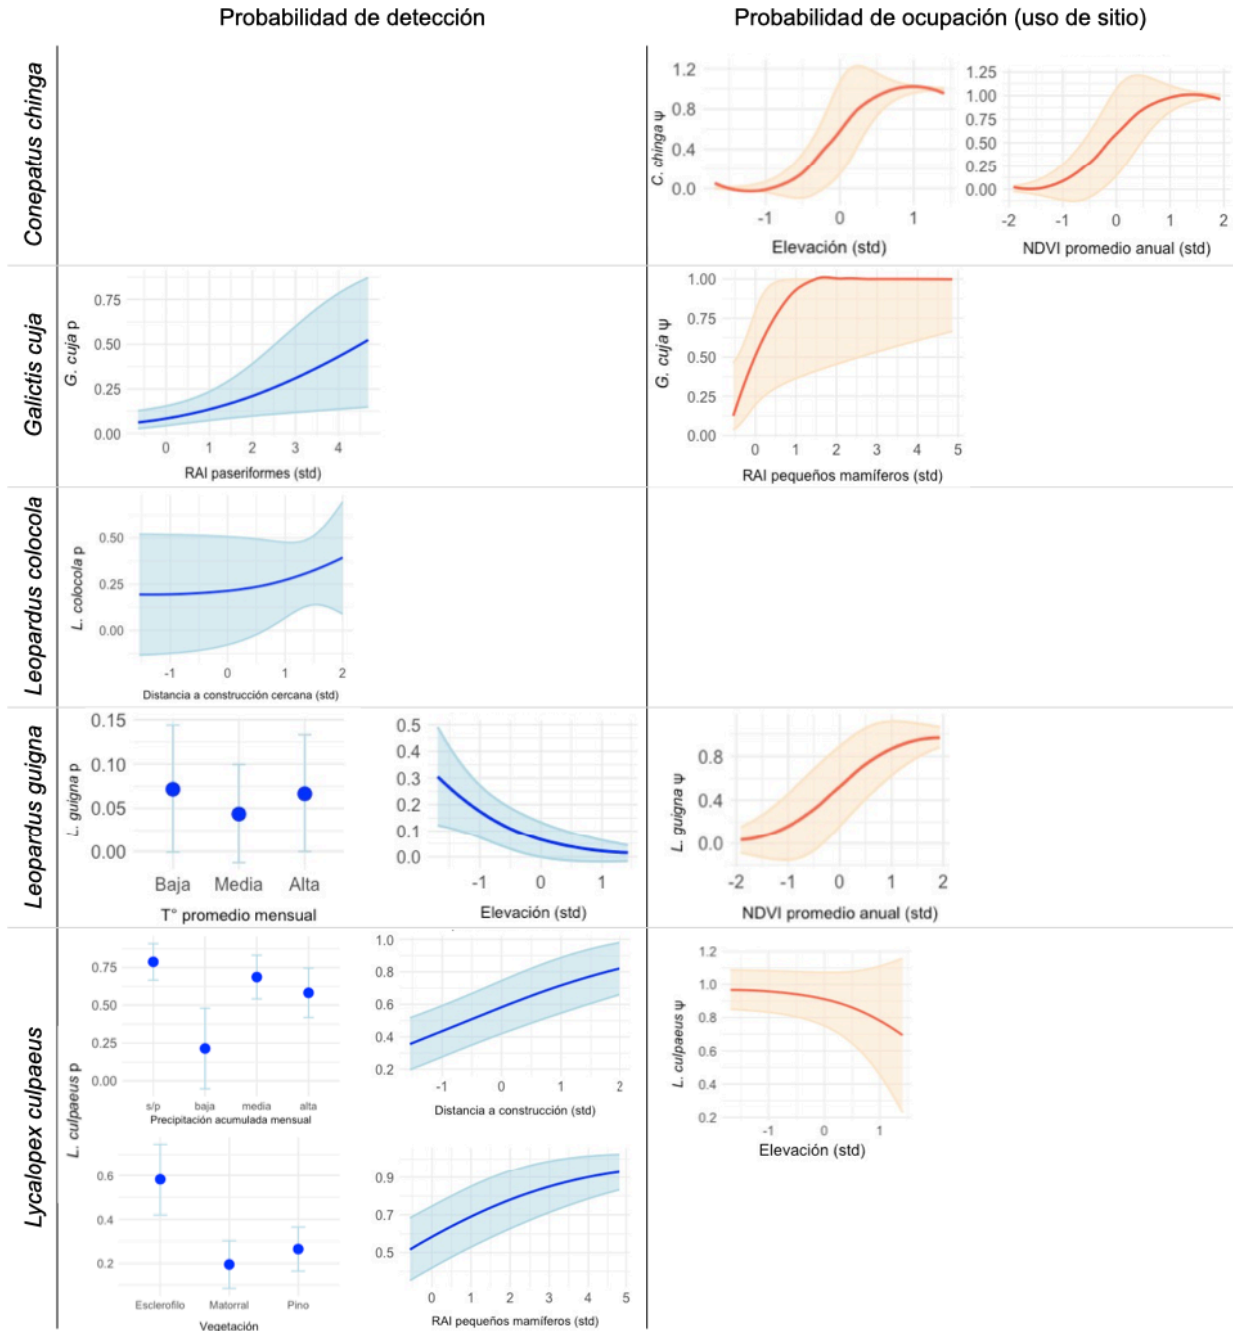 Probabilidad de detección
Probabilidad de ocupación (uso de sitio)
Conepatus chinga
C. chinga ψ
1.2
0.8
0.4
0.0
-1 0 1
Elevación (std)
1.25
1.00
0.75
0.50
0.25
0.00
-2 -1 0 1 2
NDVI promedio anual (std)
Galictis cuja
G. cuja p
0.75
0.50
0.25
0.00
0 1 2 3 4
RAI paseriformes (std)
G. cuja ψ
1.00
0.75
0.50
0.25
0.00
0 1 2 3 4 5
RAI pequeños mamíferos (std)
Leopardus colocola
L. colocola p
0.50
0.25
0.00
-1 0 1 2
Distancia a construcción cercana (std)
Leopardus guigna
L. guigna p
0.15
0.10
0.05
0.00
Baja Media Alta
T° promedio mensual
0.5
0.4
0.3
0.2
0.1
0.0
-1 0 1
Elevación (std)
L. guigna ψ
0.8
0.4
0.0
-2 -1 0 1 2
NDVI promedio anual (std)
Lycalopex culpaeus
L. culpaeus p
0.75
0.50
0.25
0.00
s/p baja media alta
Precipitación acumulada mensual
1.0
0.8
0.6
0.4
0.2
-1 0 1 2
Distancia a construcción (std)
L. culpaeus ψ
1.2
1.0
0.8
0.6
0.4
0.2
-1 0 1
Elevación (std)
0.6
0.4
0.2
Esclerofilo Matorral Pino
Vegetación
0.9
0.7
0.5
0 1 2 3 4 5
RAI pequeños mamíferos (std)